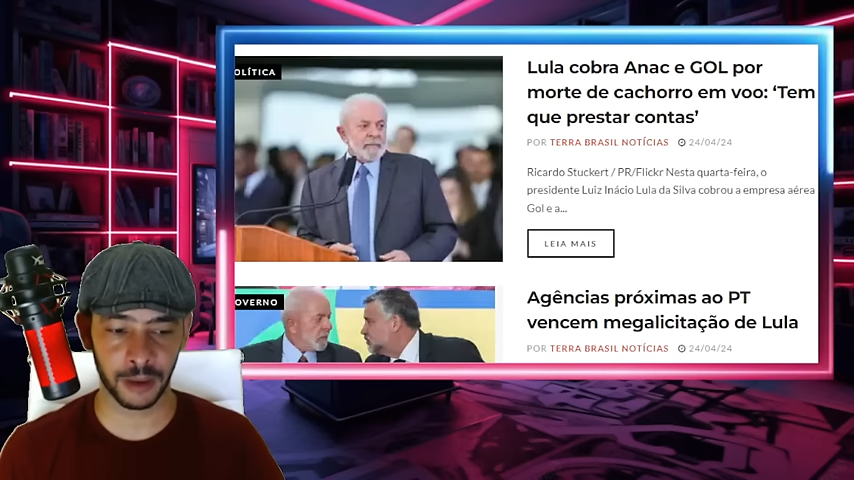 OLÍTICA
Lula cobra Anac e GOL por
morte de cachorro em voo: ‘Tem
que prestar contas’
POR TERRA BRASIL NOTÍCIAS 24/04/24
Ricardo Stuckert / PR/Flickr Nesta quarta-feira, o
presidente Luiz Inácio Lula da Silva cobrou a empresa aérea
Gol e a...
LEIA MAIS
OVERNO
Agências próximas ao PT
vencem megalicitação de Lula
POR TERRA BRASIL NOTÍCIAS 24/04/24